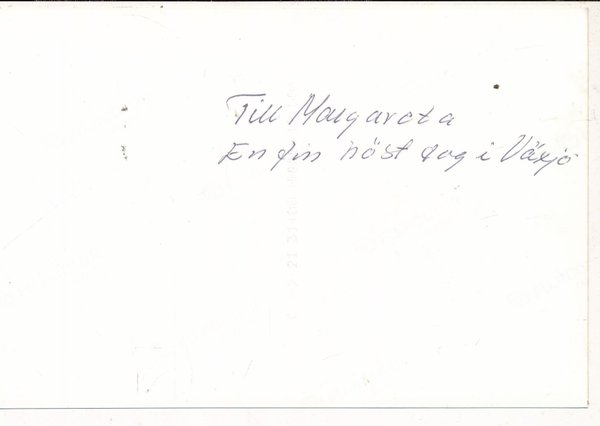 Till Margareta
En fin höst dag i Växjö